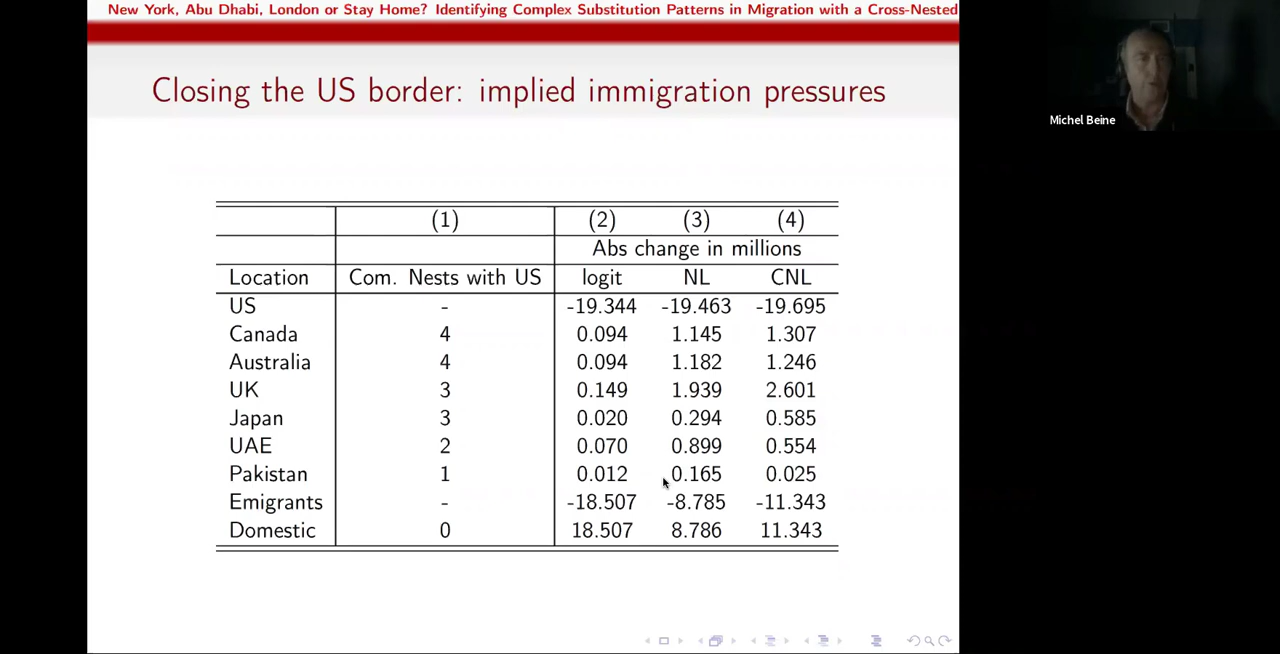 New York, Abu Dhabi, London or Stay Home? Identifying Complex Substitution Patterns in Migration with a Cross-Nested
Closing the US border: implied immigration pressures
Michel Beine
(1) (2) (3) (4)
Abs change in millions
Location Com. Nests with US logit NL CNL
US - -19.344 -19.463 -19.695
Canada 4 0.094 1.145 1.307
Australia 4 0.094 1.182 1.246
UK 3 0.149 1.939 2.601
Japan 3 0.020 0.294 0.585
UAE 2 0.070 0.899 0.554
Pakistan 1 0.012 0.165 0.025
Emigrants - -18.507 -8.785 -11.343
Domestic 0 18.507 8.786 11.343